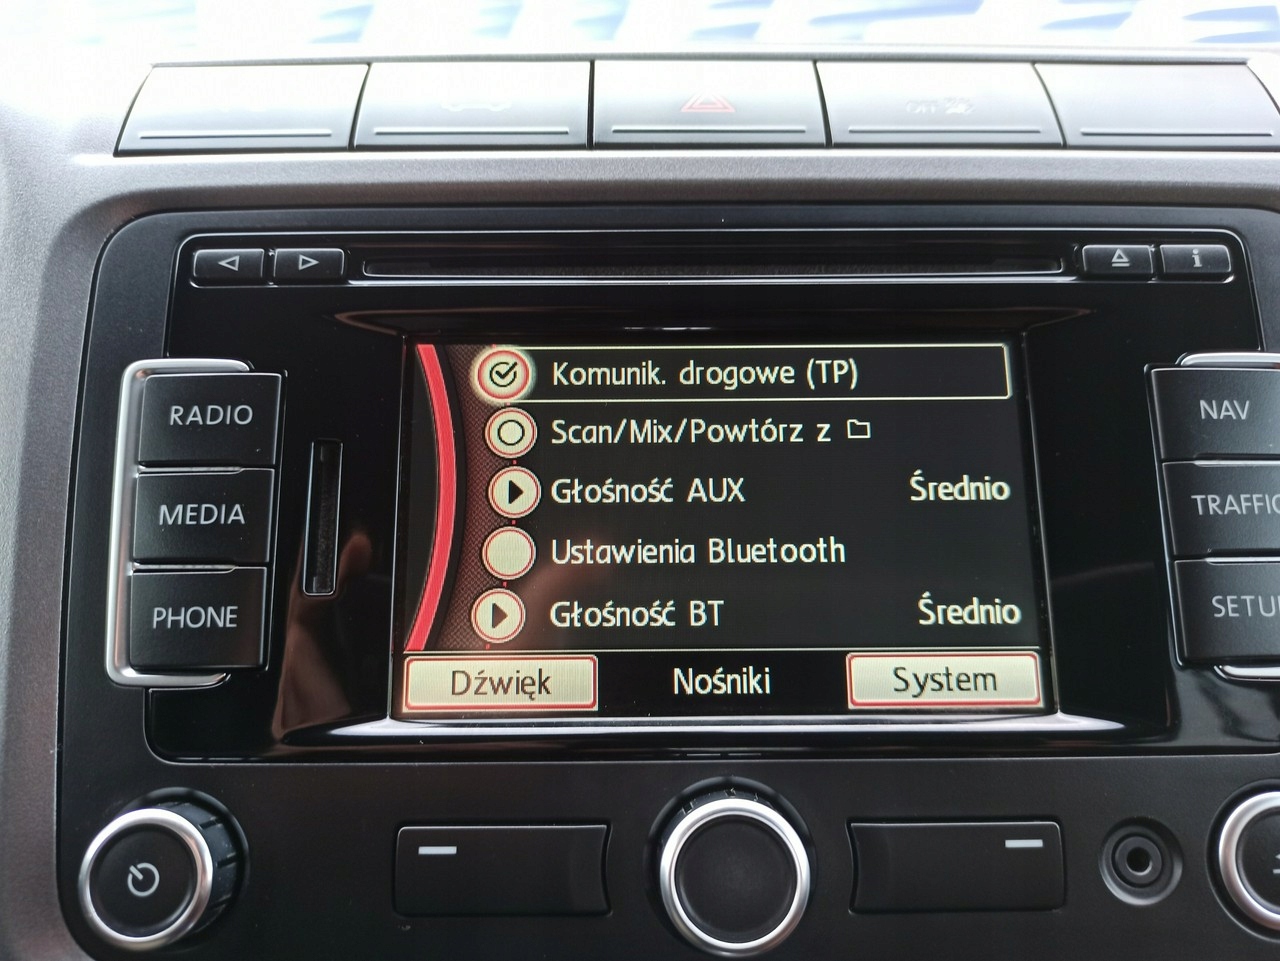 RADIO
MEDIA
PHONE
Komunik. drogowe (TP)
Scan/Mix/Powtórz z
Głośność AUX Średnio
Ustawienia Bluetooth
Głośność BT Średnio
Dźwięk Nośniki System
NAV
TRAFFIC
SETU